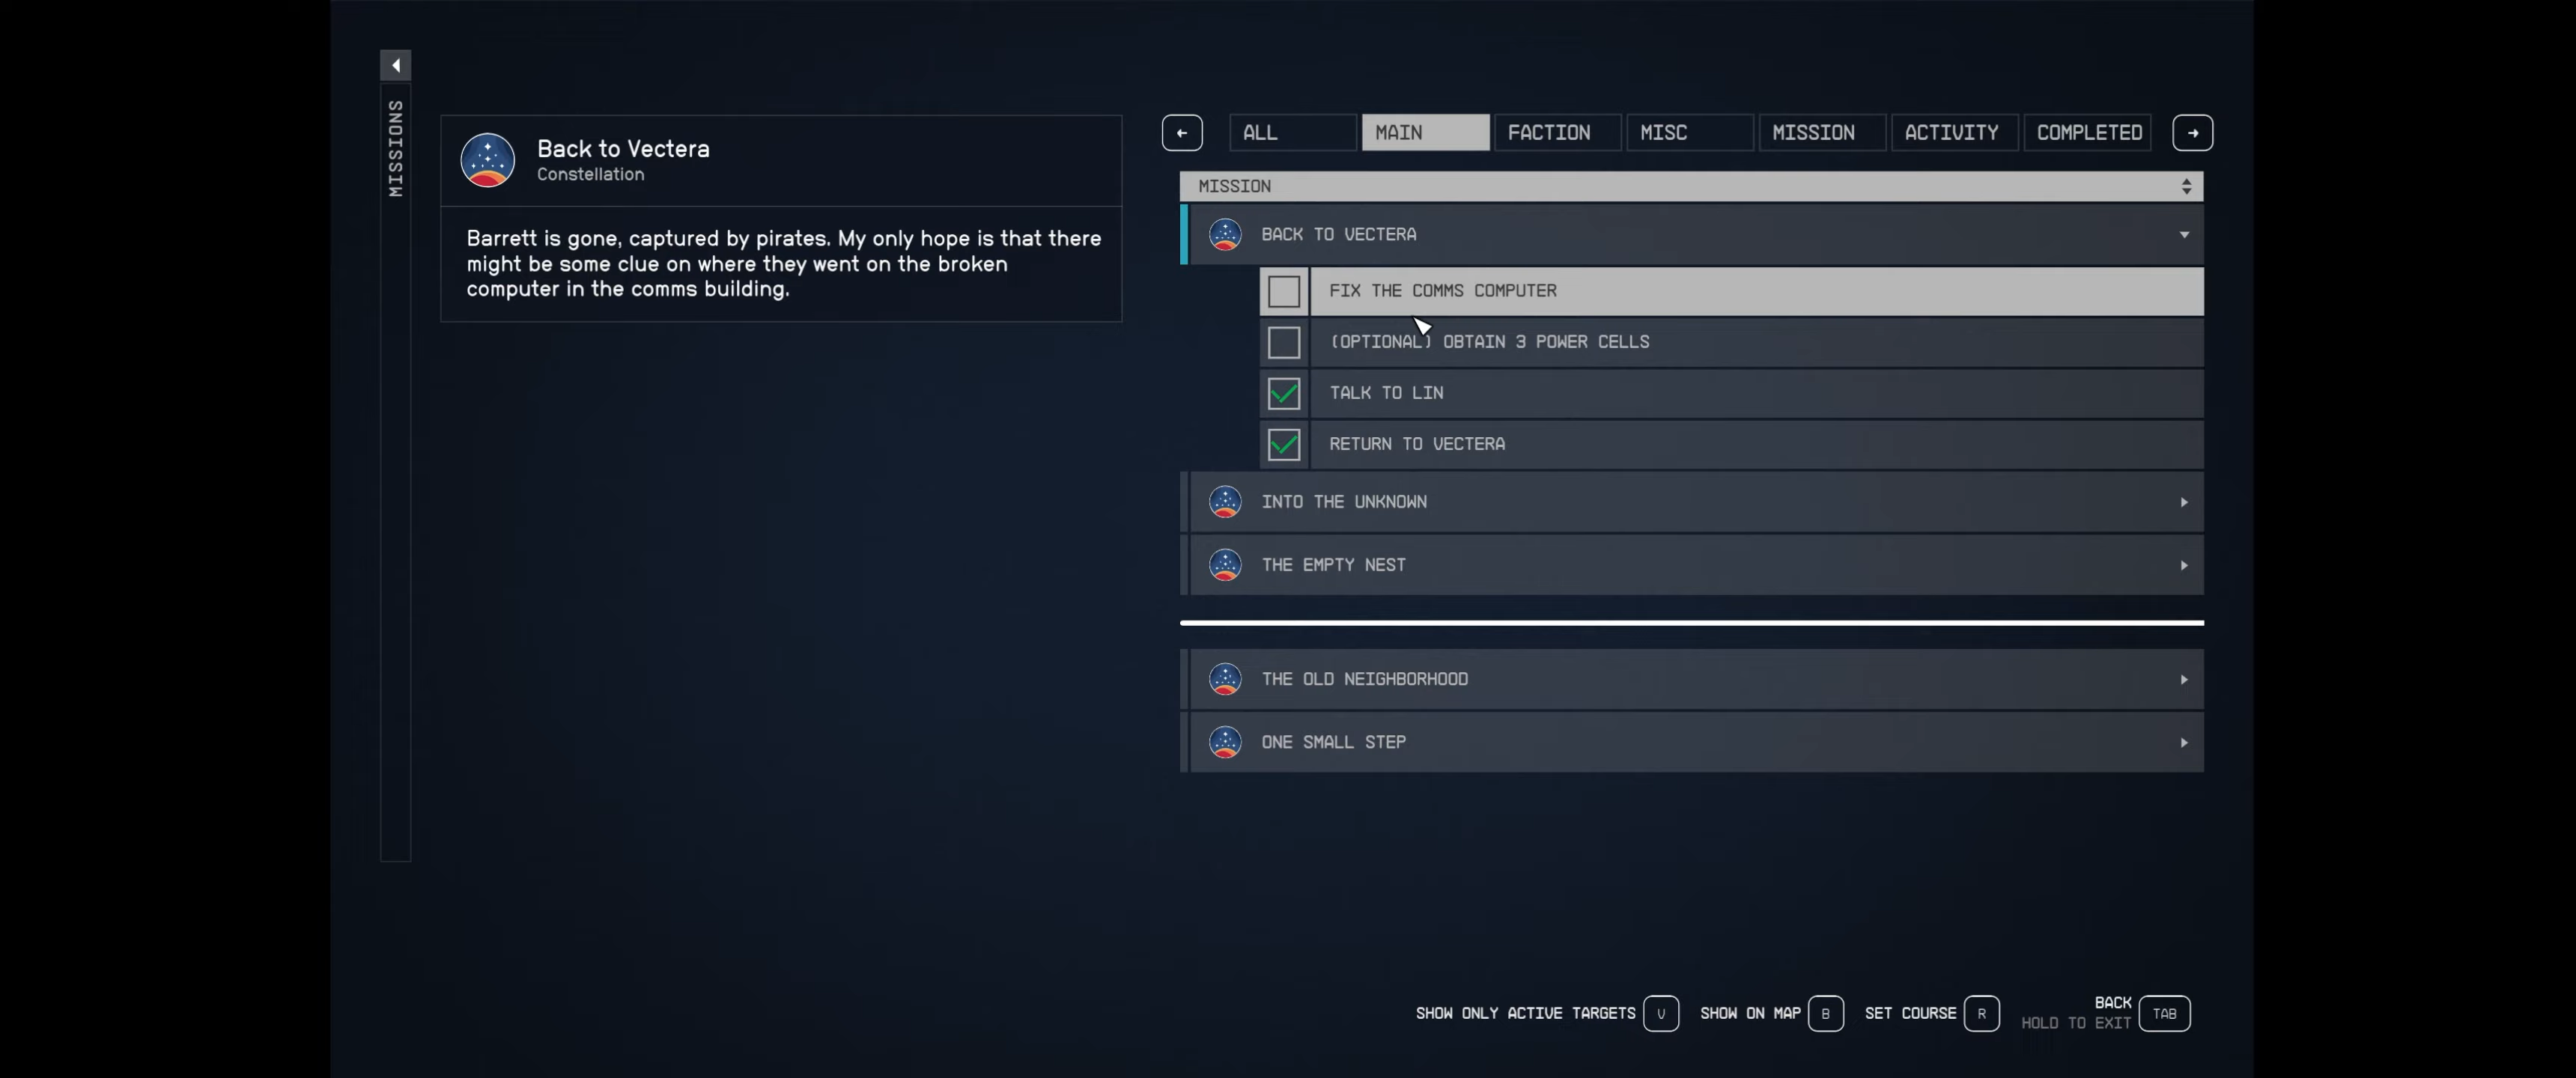 MISSIONS
Back to Vectera
Constellation
Barrett is gone, captured by pirates. My only hope is that there
might be some clue on where they went on the broken
computer in the comms building.
ALL MAIN FACTION MISC MISSION ACTIVITY COMPLETED
MISSION
BACK TO VECTERA
FIX THE COMMS COMPUTER
(OPTIONAL) OBTAIN 3 POWER CELLS
TALK TO LIN
RETURN TO VECTERA
INTO THE UNKNOWN
THE EMPTY NEST
THE OLD NEIGHBORHOOD
ONE SMALL STEP
SHOW ONLY ACTIVE TARGETS V SHOW ON MAP B SET COURSE R BACK TAB
HOLD TO EXIT